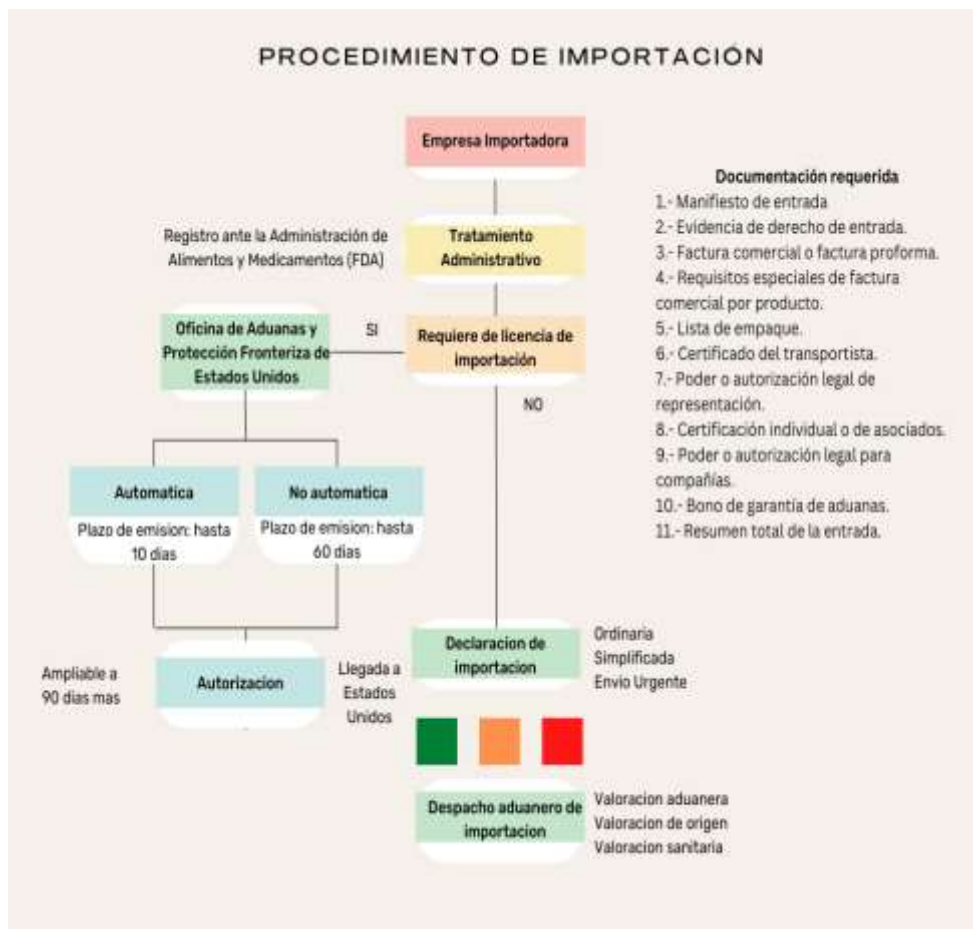 PROCEDIMIENTO DE IMPORTACIÓN
Empresa Importadora
Registro ante la Administración de
Alimentos y Medicamentos (FDA)
Tratamiento
Administrativo
Oficina de Aduanas y
Protección Fronteriza de
Estados Unidos
SI
Requiere de licencia de
importación
NO
Automatica
Plazo de emision: hasta
10 dias
No automatica
Plazo de emision: hasta
60 dias
Ampliable a
90 dias mas
Autorizacion
Llegada a
Estados
Unidos
Declaracion de
importacion
Ordinaria
Simplificada
Envio Urgente
Despacho aduanero de
importacion
Valoracion aduanera
Valoracion de origen
Valoracion sanitaria
Documentación requerida
1.- Manifiesto de entrada
2.- Evidencia de derecho de entrada.
3.- Factura comercial o factura proforma.
4.- Requisitos especiales de factura
comercial por producto.
5.- Lista de empaque.
6.- Certificado del transportista.
7.- Poder o autorización legal de
representación.
8.- Certificación individual o de asociados.
9.- Poder o autorización legal para
compañías.
10.- Bono de garantía de aduanas.
11.- Resumen total de la entrada.